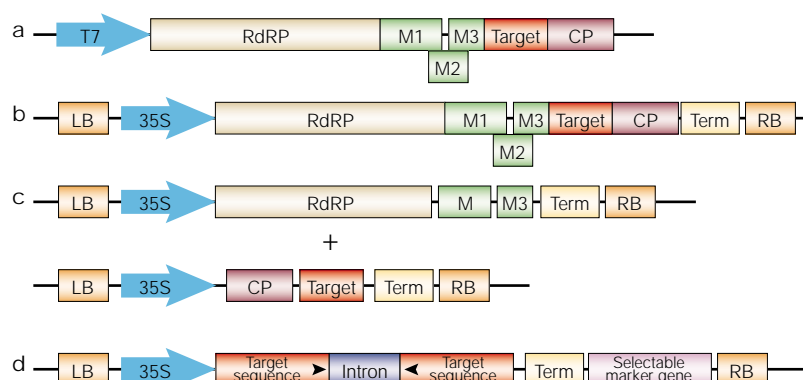 a T7 RdRP M1 M3 Target CP
M2
b LB 35S RdRP M1 M3 Target CP Term RB
M2
c LB 35S RdRP M M3 Term RB
+
LB 35S CP Target Term RB
d LB 35S Target sequence Intron Target sequence Term Selectable marker gene RB